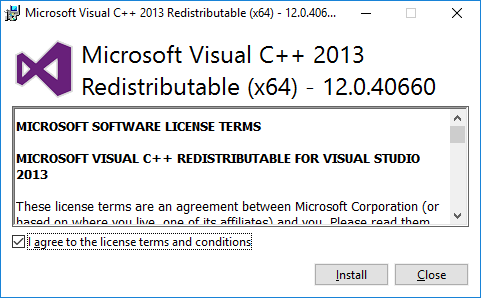 Microsoft Visual C++ 2013 Redistributable (x64) - 12.0.406...
Microsoft Visual C++ 2013
Redistributable (x64) - 12.0.40660
MICROSOFT SOFTWARE LICENSE TERMS
MICROSOFT VISUAL C++ REDISTRIBUTABLE FOR VISUAL STUDIO
2013
These license terms are an agreement between Microsoft Corporation (or
based on where you live, one of its affiliates) and you. Please read them.
I agree to the license terms and conditions
Install Close